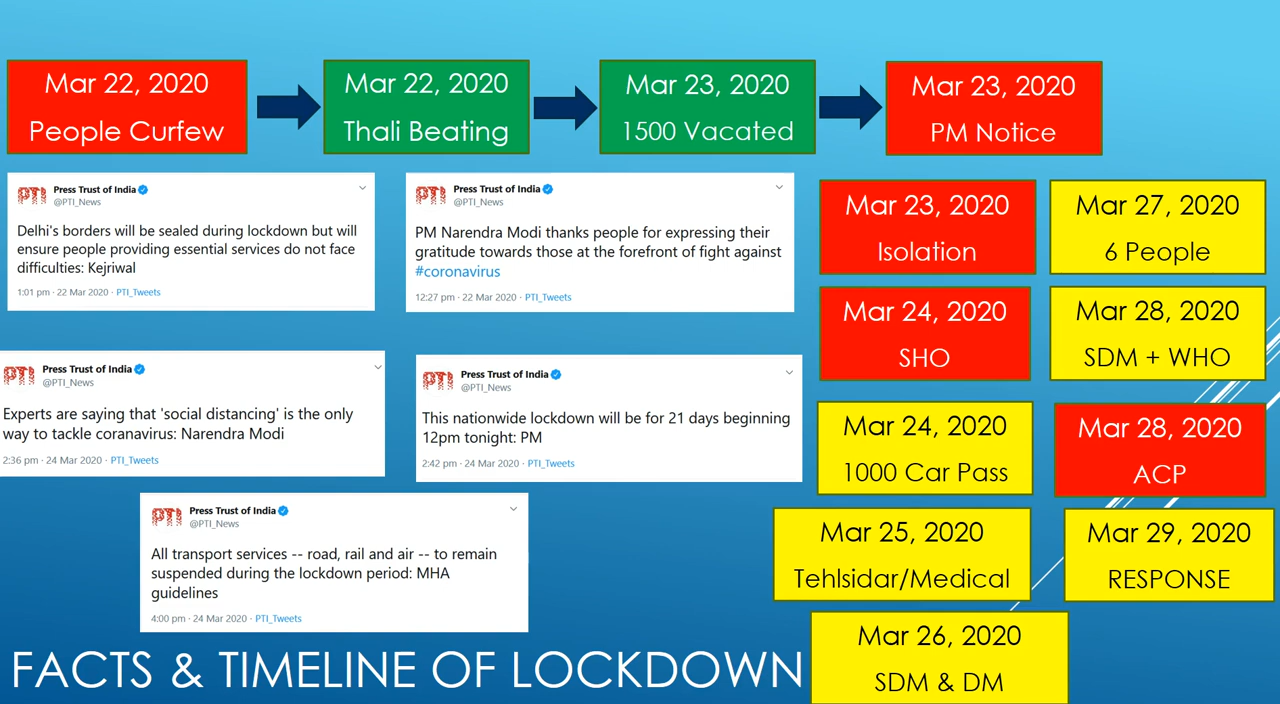 Mar 22, 2020
People Curfew
Mar 22, 2020
Thali Beating
Mar 23, 2020
1500 Vacated
Mar 23, 2020
PM Notice
PTI
Press Trust of India
@PTI_News
Delhi's borders will be sealed during lockdown but will
ensure people providing essential services do not face
difficulties: Kejriwal
1:01 pm · 22 Mar 2020 · PTI_Tweets
PTI
Press Trust of India
@PTI_News
PM Narendra Modi thanks people for expressing their
gratitude towards those at the forefront of fight against
#coronavirus
12:27 pm · 22 Mar 2020 · PTI_Tweets
PTI
Press Trust of India
@PTI_News
Experts are saying that 'social distancing' is the only
way to tackle coranavirus: Narendra Modi
2:36 pm · 24 Mar 2020 · PTI_Tweets
PTI
Press Trust of India
@PTI_News
This nationwide lockdown will be for 21 days beginning
12pm tonight: PM
2:42 pm · 24 Mar 2020 · PTI_Tweets
PTI
Press Trust of India
@PTI_News
All transport services -- road, rail and air -- to remain
suspended during the lockdown period: MHA
guidelines
4:00 pm · 24 Mar 2020 · PTI_Tweets
Mar 23, 2020
Isolation
Mar 24, 2020
SHO
Mar 24, 2020
1000 Car Pass
Mar 25, 2020
Tehlsidar/Medical
Mar 26, 2020
SDM & DM
Mar 27, 2020
6 People
Mar 28, 2020
SDM + WHO
Mar 28, 2020
ACP
Mar 29, 2020
RESPONSE
FACTS & TIMELINE OF LOCKDOWN